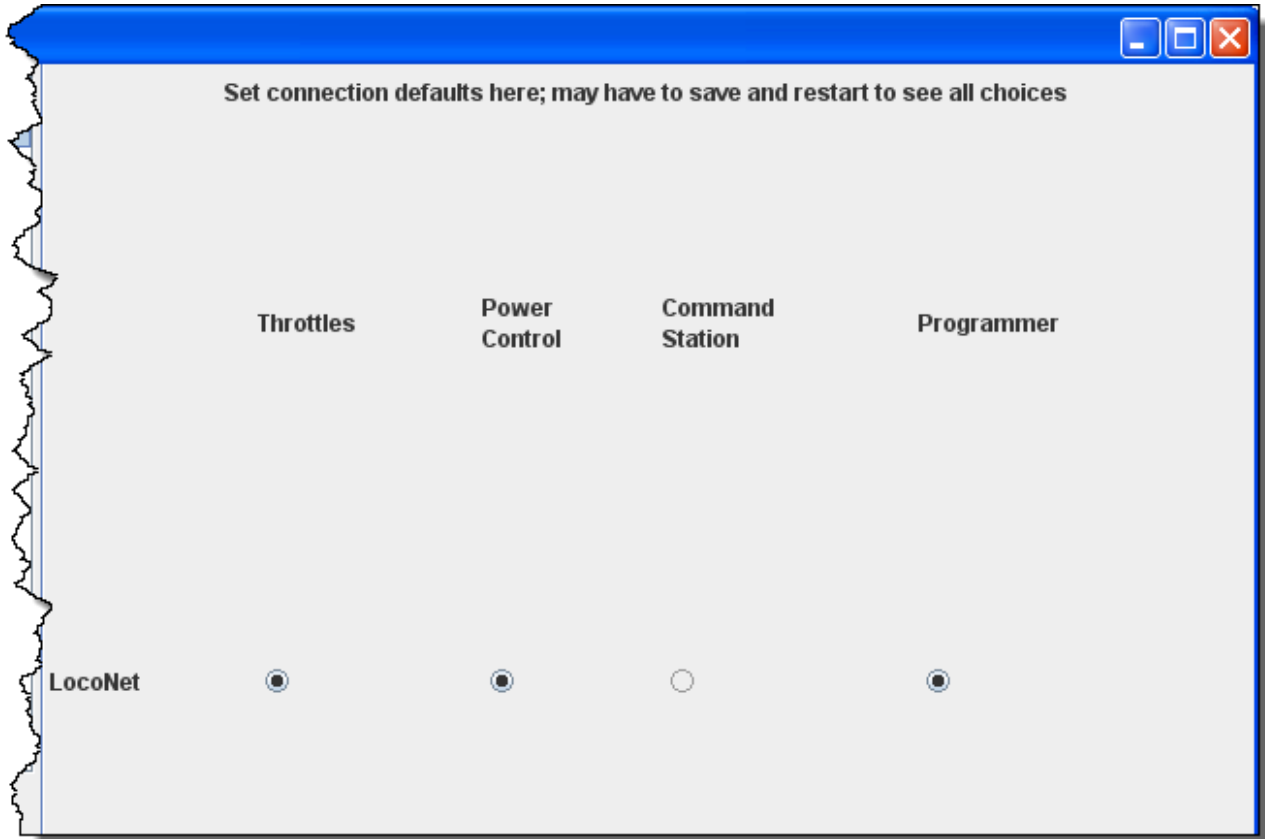 Set connection defaults here; may have to save and restart to see all choices
Throttles
Power
Control
Command
Station
Programmer
LocoNet